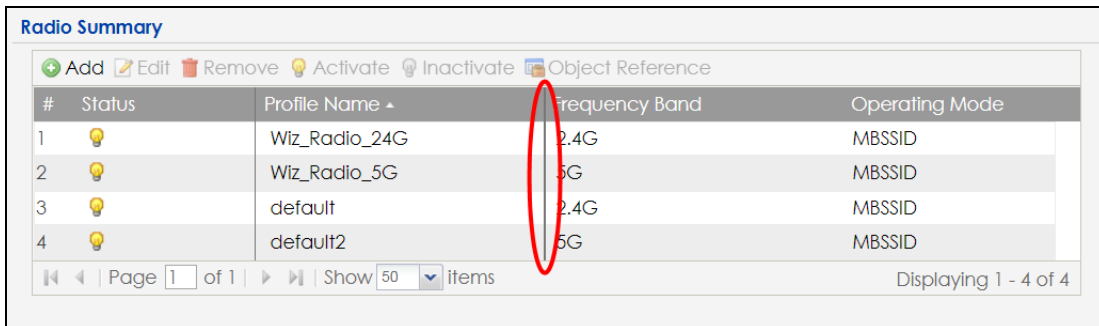 Radio Summary
Add Edit Remove Activate Inactivate Object Reference
# Status Profile Name Frequency Band Operating Mode
1 Wiz_Radio_24G 2.4G MBSSID
2 Wiz_Radio_5G 5G MBSSID
3 default 2.4G MBSSID
4 default2 5G MBSSID
Page 1 of 1 Show 50 items Displaying 1 - 4 of 4